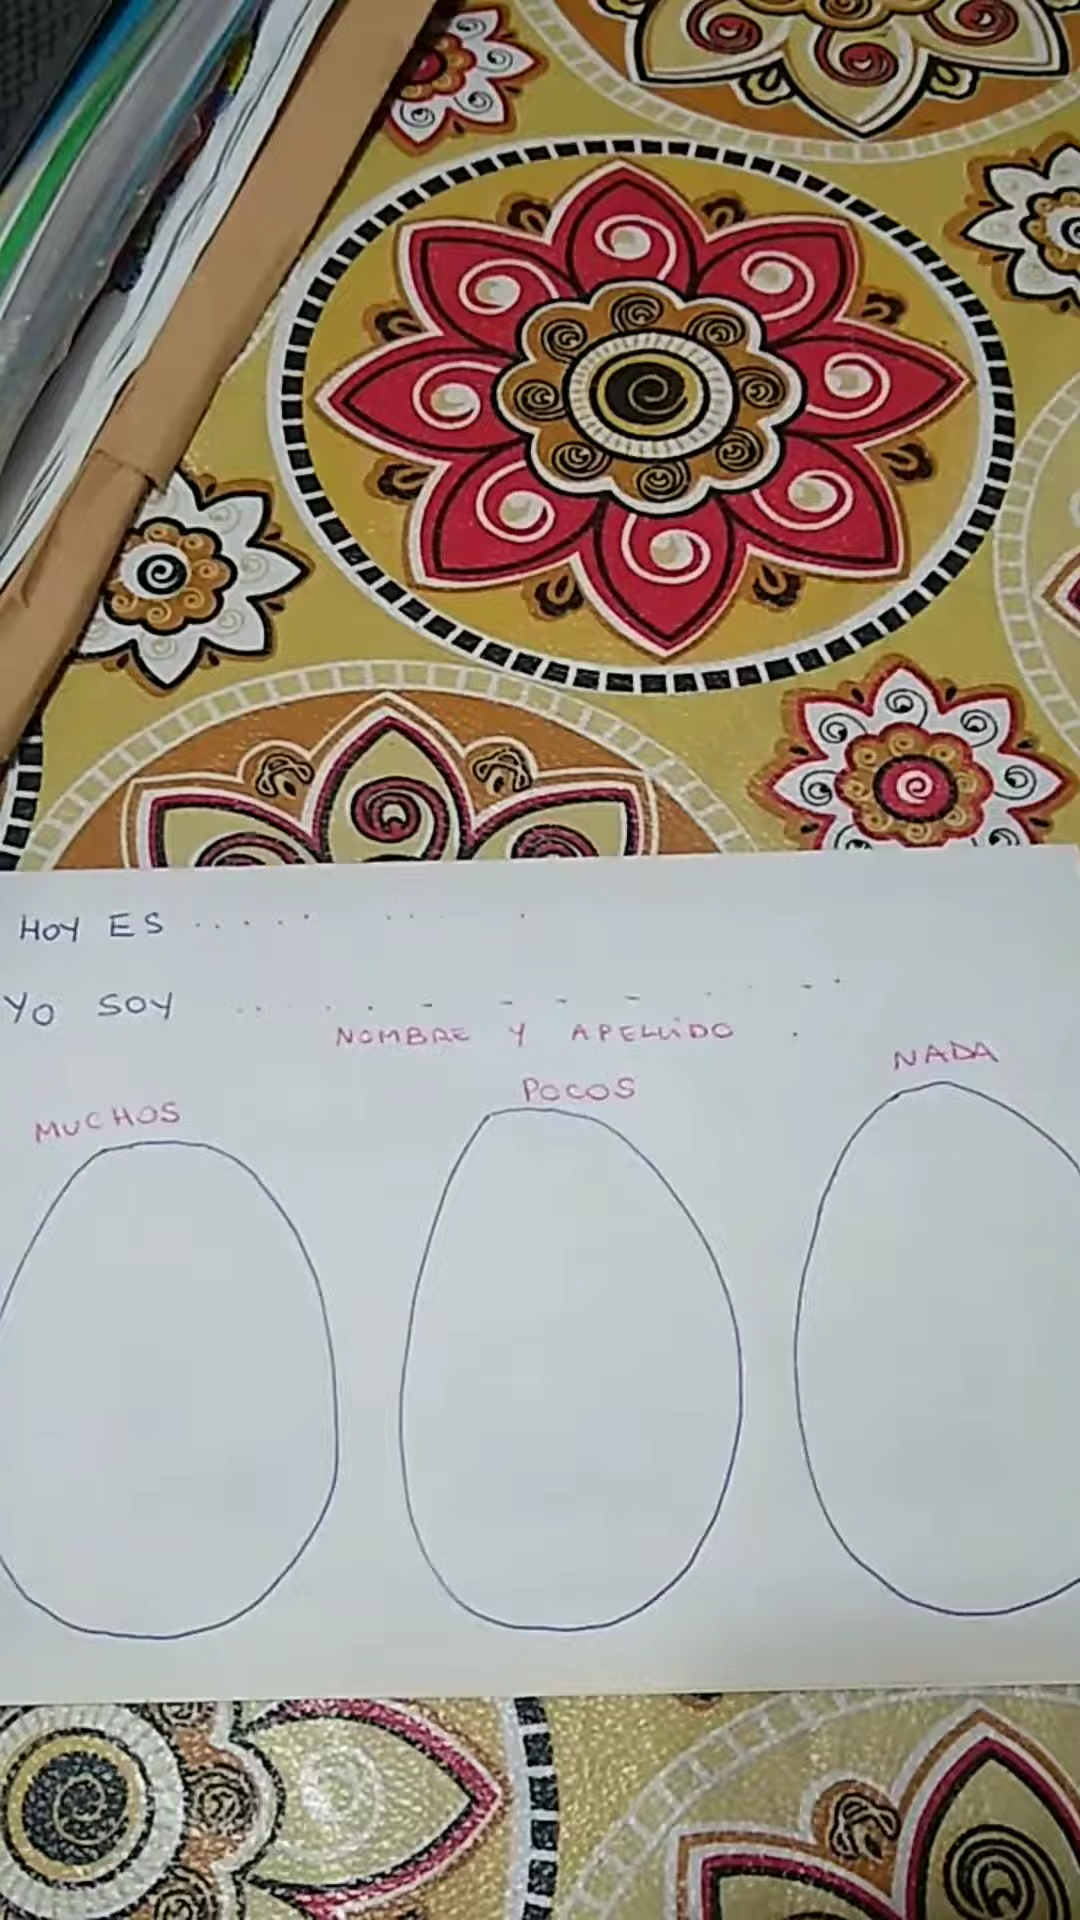 HOY ES ..........
YO SOY ..............
NOMBRE Y APELLIDO .
MUCHOS POCOS NADA